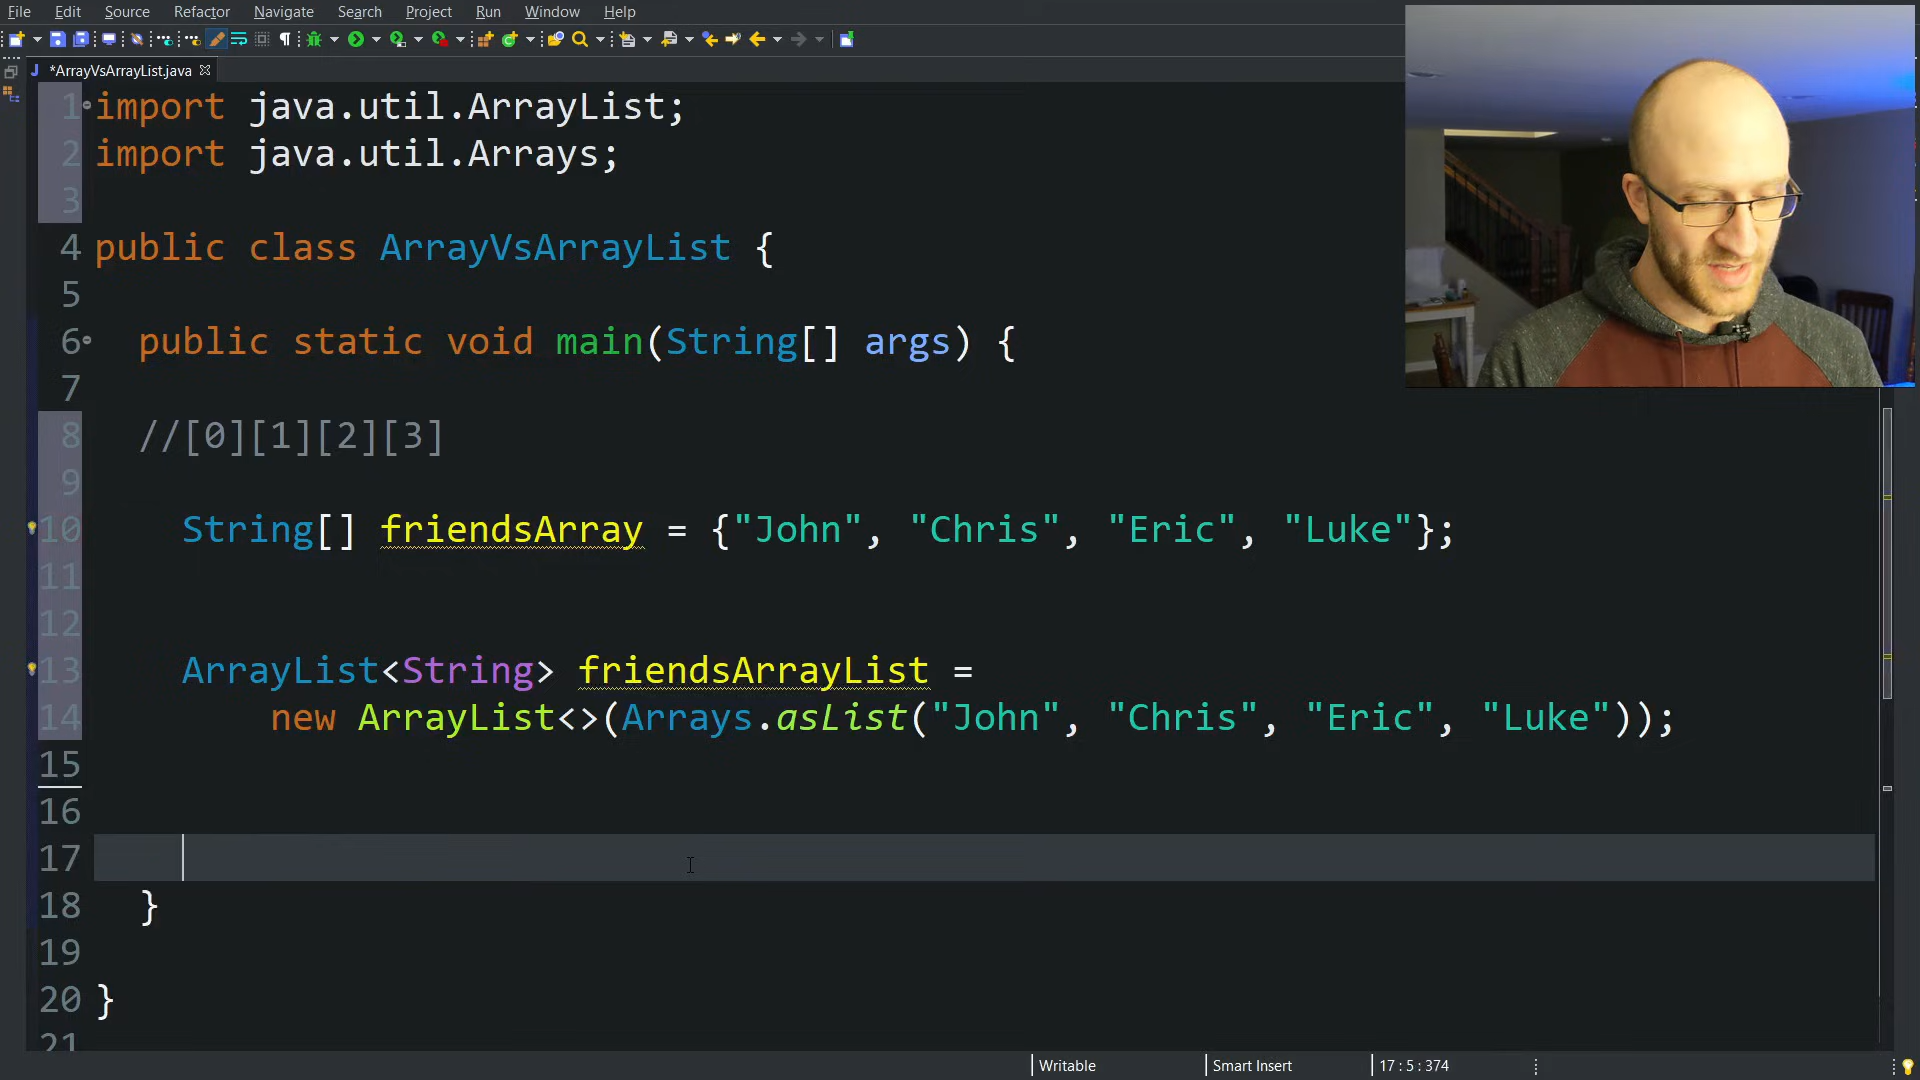 File Edit Source Refactor Navigate Search Project Run Window Help
*ArrayVsArrayList.java
1 import java.util.ArrayList;
2 import java.util.Arrays;
3
4 public class ArrayVsArrayList {
5
6 public static void main(String[] args) {
7
8 //[0][1][2][3]
9
10 String[] friendsArray = {"John", "Chris", "Eric", "Luke"};
11
12
13 ArrayList<String> friendsArrayList =
14 new ArrayList<>(Arrays.asList("John", "Chris", "Eric", "Luke"));
15
16
17
18 }
19
20 }
21
Writable Smart Insert 17 : 5 : 374